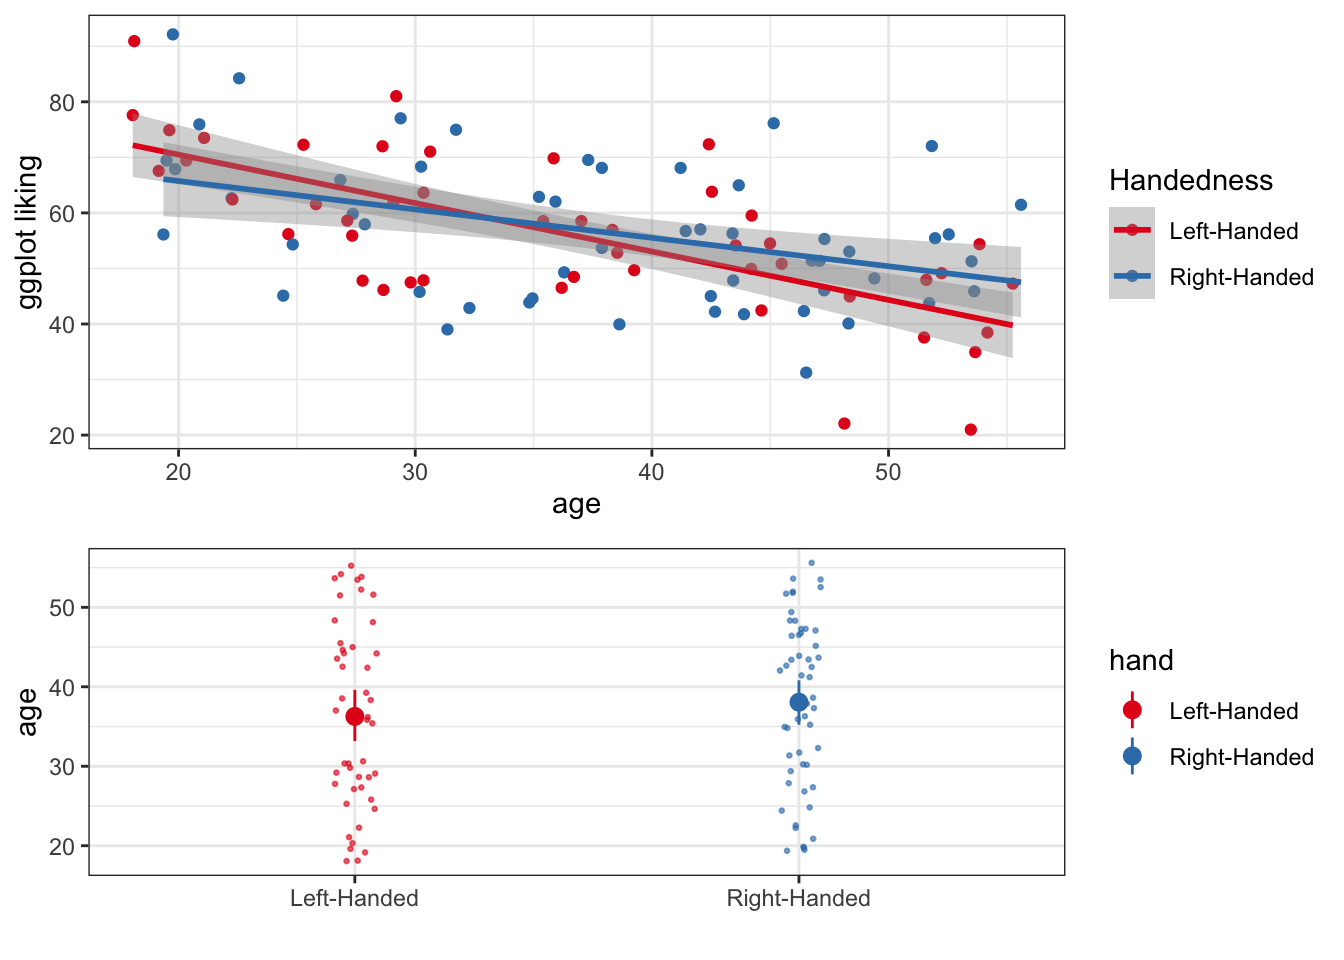 80
60
40
20
ggplot liking
20 30 40 50
age
Handedness
Left-Handed
Right-Handed
50
40
30
20
age
Left-Handed Right-Handed
hand
Left-Handed
Right-Handed